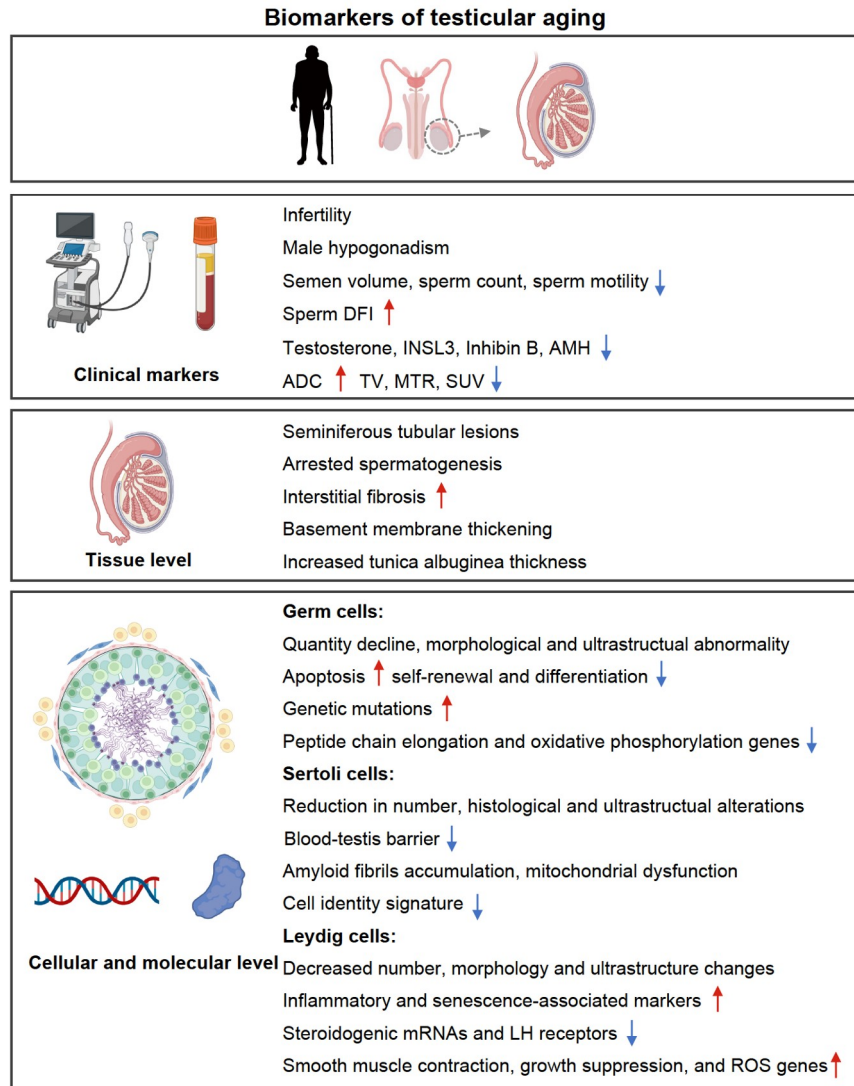 Biomarkers of testicular aging
Clinical markers
Infertility
Male hypogonadism
Semen volume, sperm count, sperm motility ↓
Sperm DFI ↑
Testosterone, INSL3, Inhibin B, AMH ↓
ADC ↑ TV, MTR, SUV ↓
Tissue level
Seminiferous tubular lesions
Arrested spermatogenesis
Interstitial fibrosis ↑
Basement membrane thickening
Increased tunica albuginea thickness
Cellular and molecular level
Germ cells:
Quantity decline, morphological and ultrastuctual abnormality
Apoptosis ↑ self-renewal and differentiation ↓
Genetic mutations ↑
Peptide chain elongation and oxidative phosphorylation genes ↓
Sertoli cells:
Reduction in number, histological and ultrastuctual alterations
Blood-testis barrier ↓
Amyloid fibrils accumulation, mitochondrial dysfunction
Cell identity signature ↓
Leydig cells:
Decreased number, morphology and ultrastructure changes
Inflammatory and senescence-associated markers ↑
Steroidogenic mRNAs and LH receptors ↓
Smooth muscle contraction, growth suppression, and ROS genes ↑